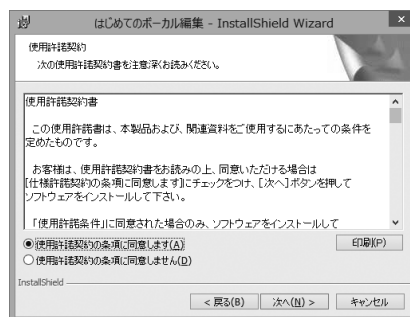 はじめてのボーカル編集 - InstallShield Wizard
使用許諾契約
次の使用許諾契約書を注意深くお読みください。
使用許諾契約書
この使用許諾書は、本製品および、関連資料をご使用するにあたっての条件を
定めたものです。
お客様は、使用許諾契約書をお読みの上、同意いただける場合は
[仕様許諾契約の条項に同意します]にチェックをつけ、[次へ]ボタンを押して
ソフトウェアをインストールして下さい。
「使用許諾条件」に同意された場合のみ、ソフトウェアをインストールして
使用許諾契約の条項に同意します(A)
印刷(P)
使用許諾契約の条項に同意しません(D)
InstallShield
< 戻る(B)
次へ(N) >
キャンセル